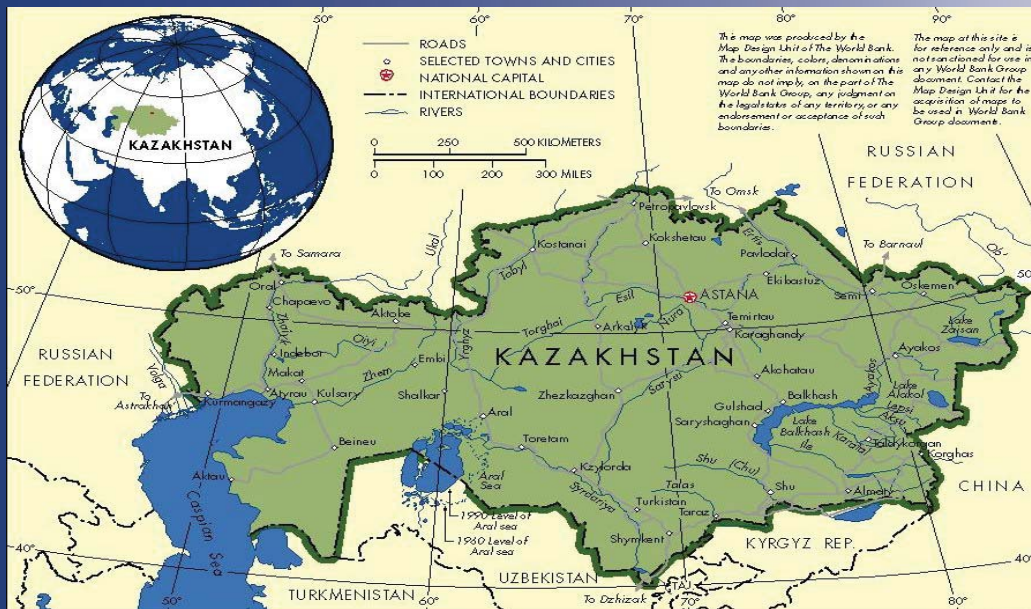 50°
60°
70°
80°
90°
KAZAKHSTAN
ROADS
SELECTED TOWNS AND CITIES
NATIONAL CAPITAL
INTERNATIONAL BOUNDARIES
RIVERS
0 250 500 KILOMETERS
0 100 200 300 MILES
This map was produced by the
Map Design Unit of The World Bank.
The boundaries, colors, denominations
and any other information shown on this
map do not imply, on the part of The
World Bank Group, any judgment on
the legal status of any territory, or any
endorsement or acceptance of such
boundaries.
The map at this site is
for reference only and is
not sanctioned for use in
any World Bank Group
document. Contact the
Map Design Unit for the
acquisition of maps to
be used in World Bank
Group documents.
RUSSIAN
FEDERATION
To Omsk
Petropavlovsk
To Samara
Ukal
Kostanai
Kokshetau
Ertis
To Barnaul
Ob
Tobyl
Pavlodar
Ekibastuz
50°
50°
Oral
Chapaevo
Esil
ASTANA
Semi
Oskemen
Zhaiyk
Aktobe
Yrghyz
Torghai
Arkalyk
Nura
Temirtau
Karaghandy
Lake
Zaisan
RUSSIAN
FEDERATION
Inderbor
Oiyl
Embi
KAZAKHSTAN
Ayakos
Volga
Makat
Zhem
Sarysu
Akchatau
Ayakos
To
Astrakhan
Atyrau
Kulsary
Shalkar
Zhezkazghan
Balkhash
Lake
Alakol
Kurmangazy
Aral
Gulshad
Lepsi
Aksu
Saryshaghan
Lake
Balkhash
Karatal
Taldykorgan
Beineu
Toretam
Ile
Korghas
Aktau
Aral
Sea
Kzylorda
Shu (Chu)
Syrdariya
Talas
Shu
Almaty
CHINA
Caspian Sea
1990 Level of
Aral sea
1960 Level of
Aral sea
Turkistan
Taraz
Shymkent
KYRGYZ REP.
40°
40°
UZBEKISTAN
TAJ.
TURKMENISTAN
To Dzhizak
50°
60°
70°
80°